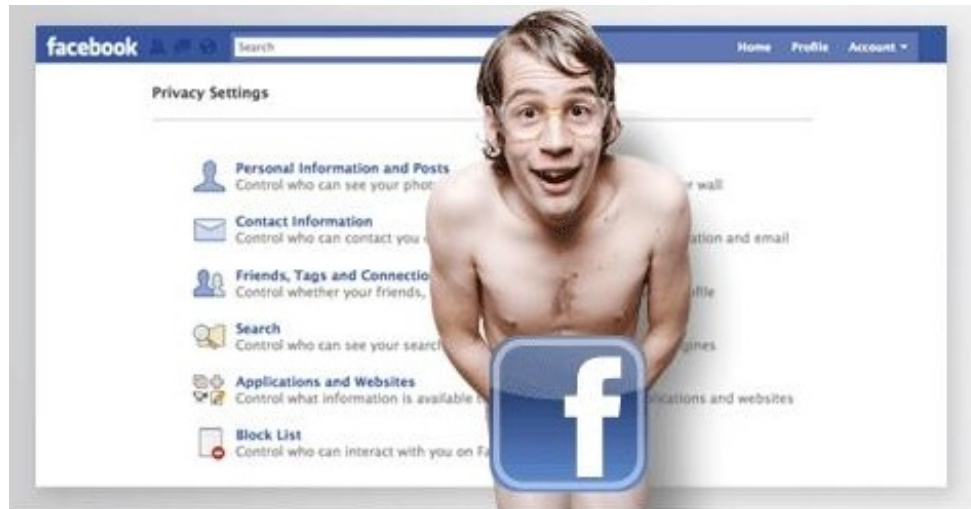 facebook Search Home Profile Account
Privacy Settings
Personal Information and Posts
Control who can see your phot r wall
Contact Information
Control who can contact you ation and email
Friends, Tags and Connectio
Control whether your friends, ofile
Search
Control who can see your search gines
Applications and Websites
Control what information is available t ications and websites
Block List
Control who can interact with you on Fa
f